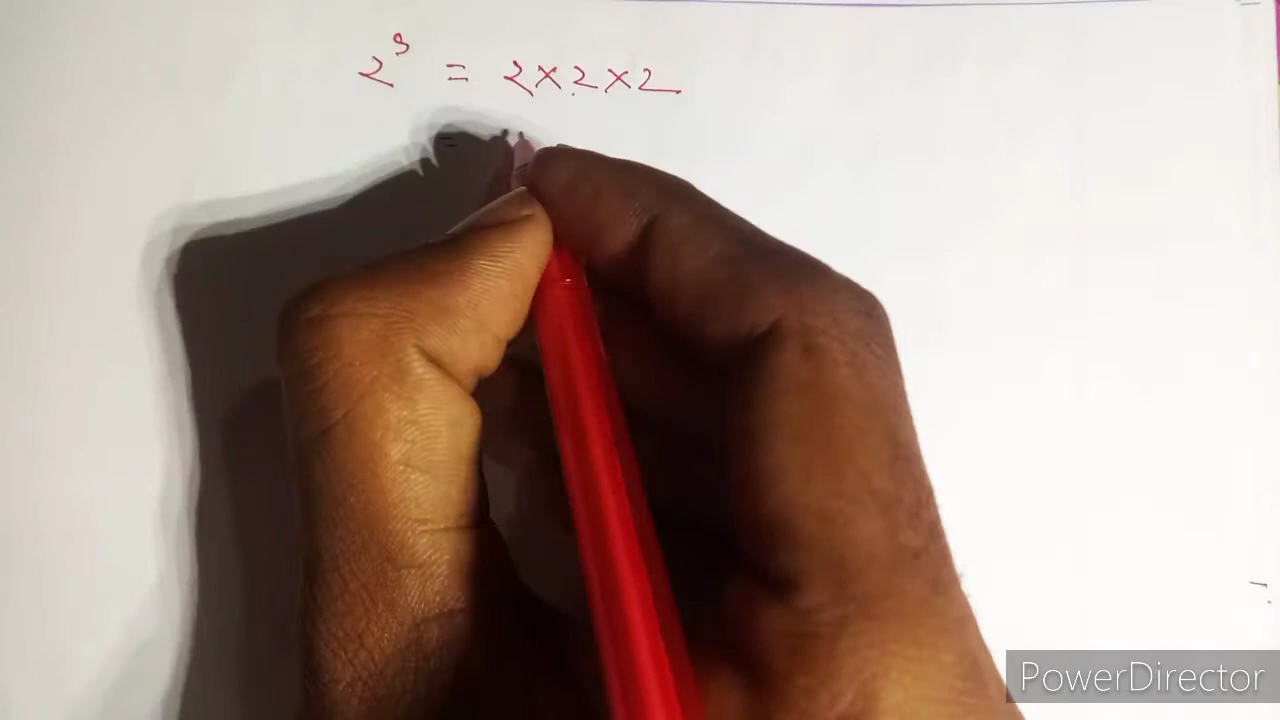 2³ = 2×2×2
=
PowerDirector